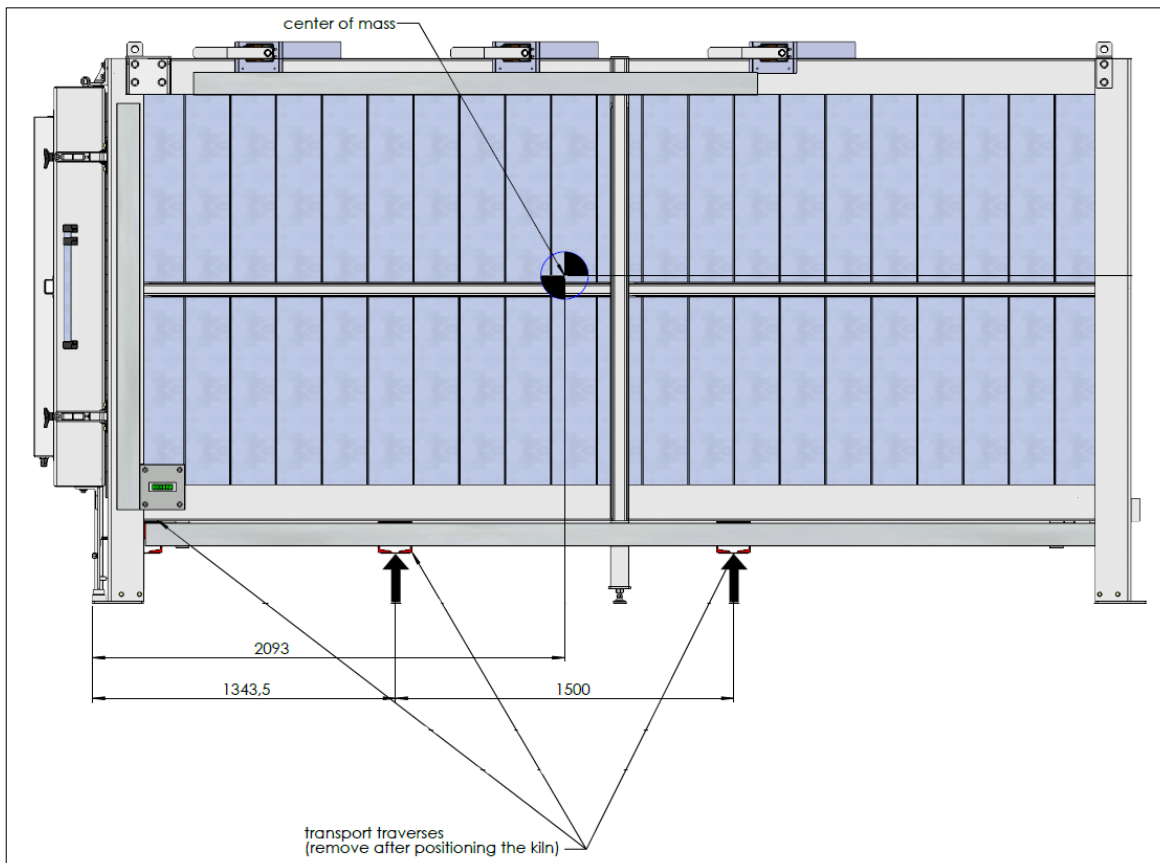 center of mass
2093
1343,5
1500
transport traverses
(remove after positioning the kiln)